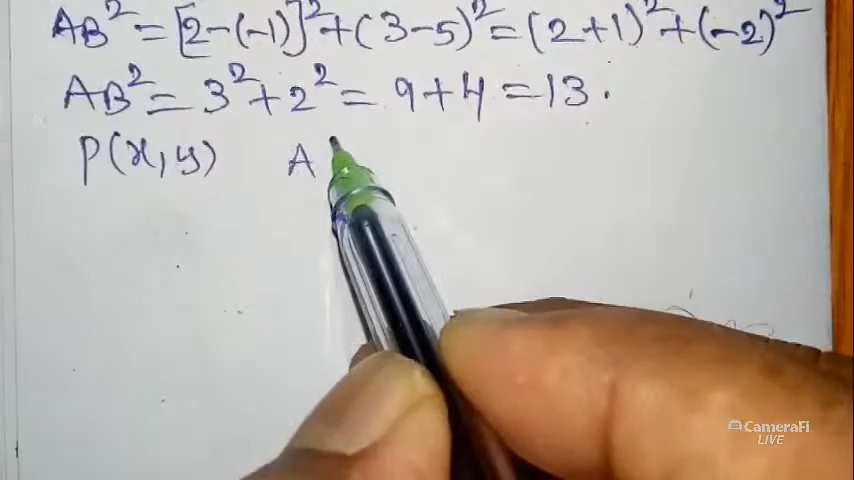 AB² = [2-(-1)]² + (3-5)² = (2+1)² + (-2)²
AB² = 3² + 2² = 9 + 4 = 13.
P(x, y) A
CameraFi
LIVE